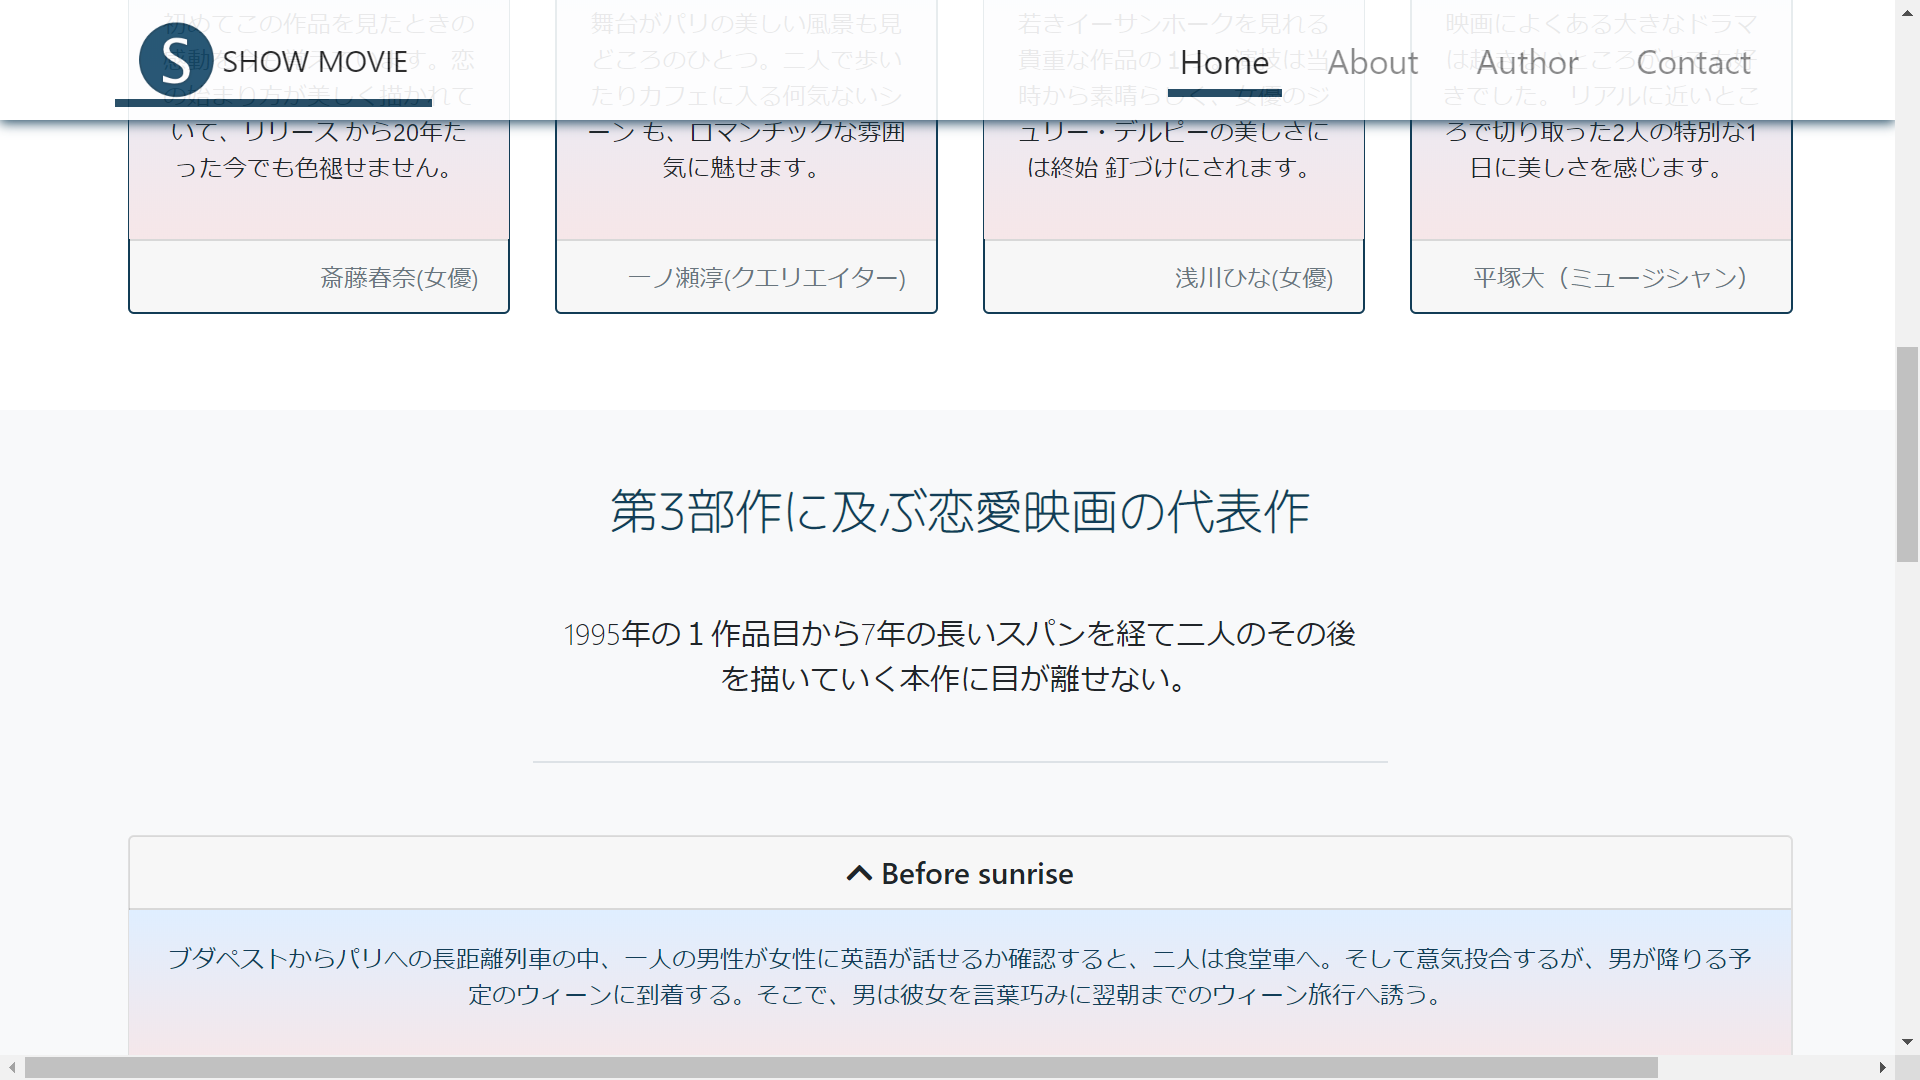 S SHOW MOVIE
Home
About
Author
Contact
初めてこの作品を見たときの
の始まり方が美しく描かれて
いて、リリース から20年た
った今でも色褪せません。
斎藤春奈(女優)
舞台がパリの美しい風景も見
どころのひとつ。二人で歩い
たりカフェに入る何気ないシ
ーン も、ロマンチックな雰囲
気に魅せます。
一ノ瀬淳(クエリエイター)
若きイーサンホークを見れる
貴重な作品の１つ。演技は当
時から素晴らしく、女優のジ
ュリー・デルピーの美しさに
は終始 釘づけにされます。
浅川ひな(女優)
映画によくある大きなドラマ
きでした。 リアルに近いとこ
ろで切り取った2人の特別な1
日に美しさを感じます。
平塚大（ミュージシャン）
第3部作に及ぶ恋愛映画の代表作
1995年の１作品目から7年の長いスパンを経て二人のその後
を描いていく本作に目が離せない。
Before sunrise
ブダペストからパリへの長距離列車の中、一人の男性が女性に英語が話せるか確認すると、二人は食堂車へ。そして意気投合するが、男が降りる予
定のウィーンに到着する。そこで、男は彼女を言葉巧みに翌朝までのウィーン旅行へ誘う。